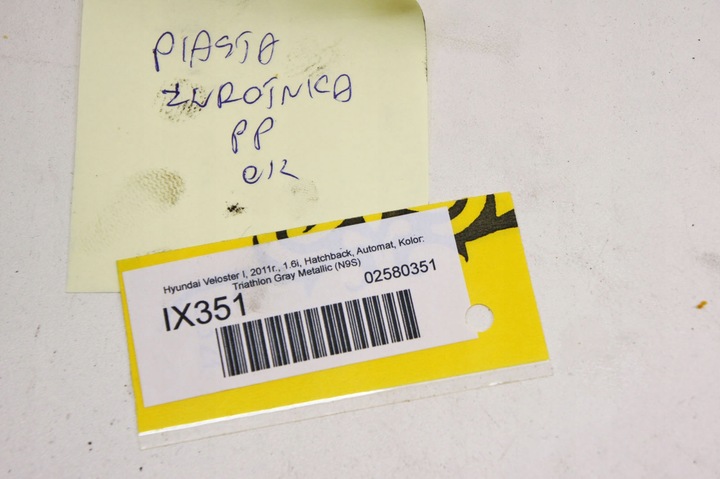 PIASTA
ZWROTNICA
PP
OK
Hyundai Veloster I, 2011r., 1.6i, Hatchback, Automat, Kolor:
Triathlon Gray Metallic (N9S)
IX351
02580351